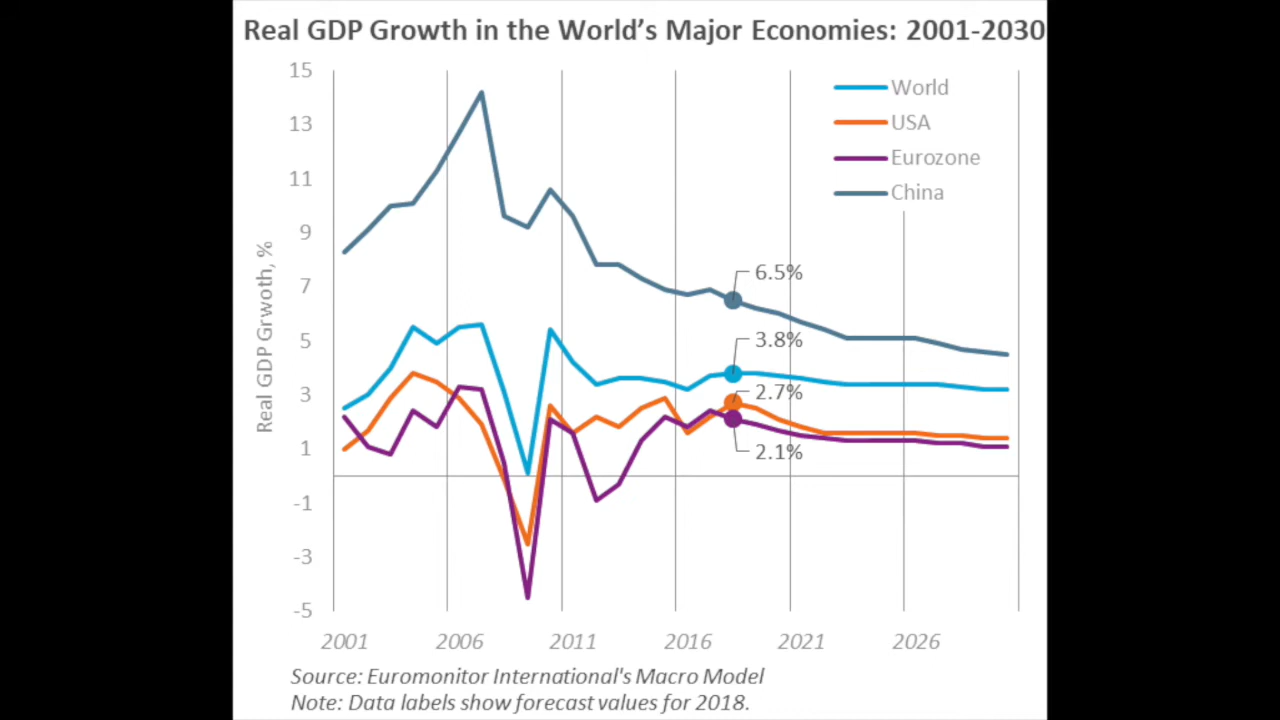 Real GDP Growth in the World's Major Economies: 2001-2030
15
13
11
9
7
5
3
1
-1
-3
-5
Real GDP Grwoth, %
World
USA
Eurozone
China
6.5%
3.8%
2.7%
2.1%
2001 2006 2011 2016 2021 2026
Source: Euromonitor International's Macro Model
Note: Data labels show forecast values for 2018.